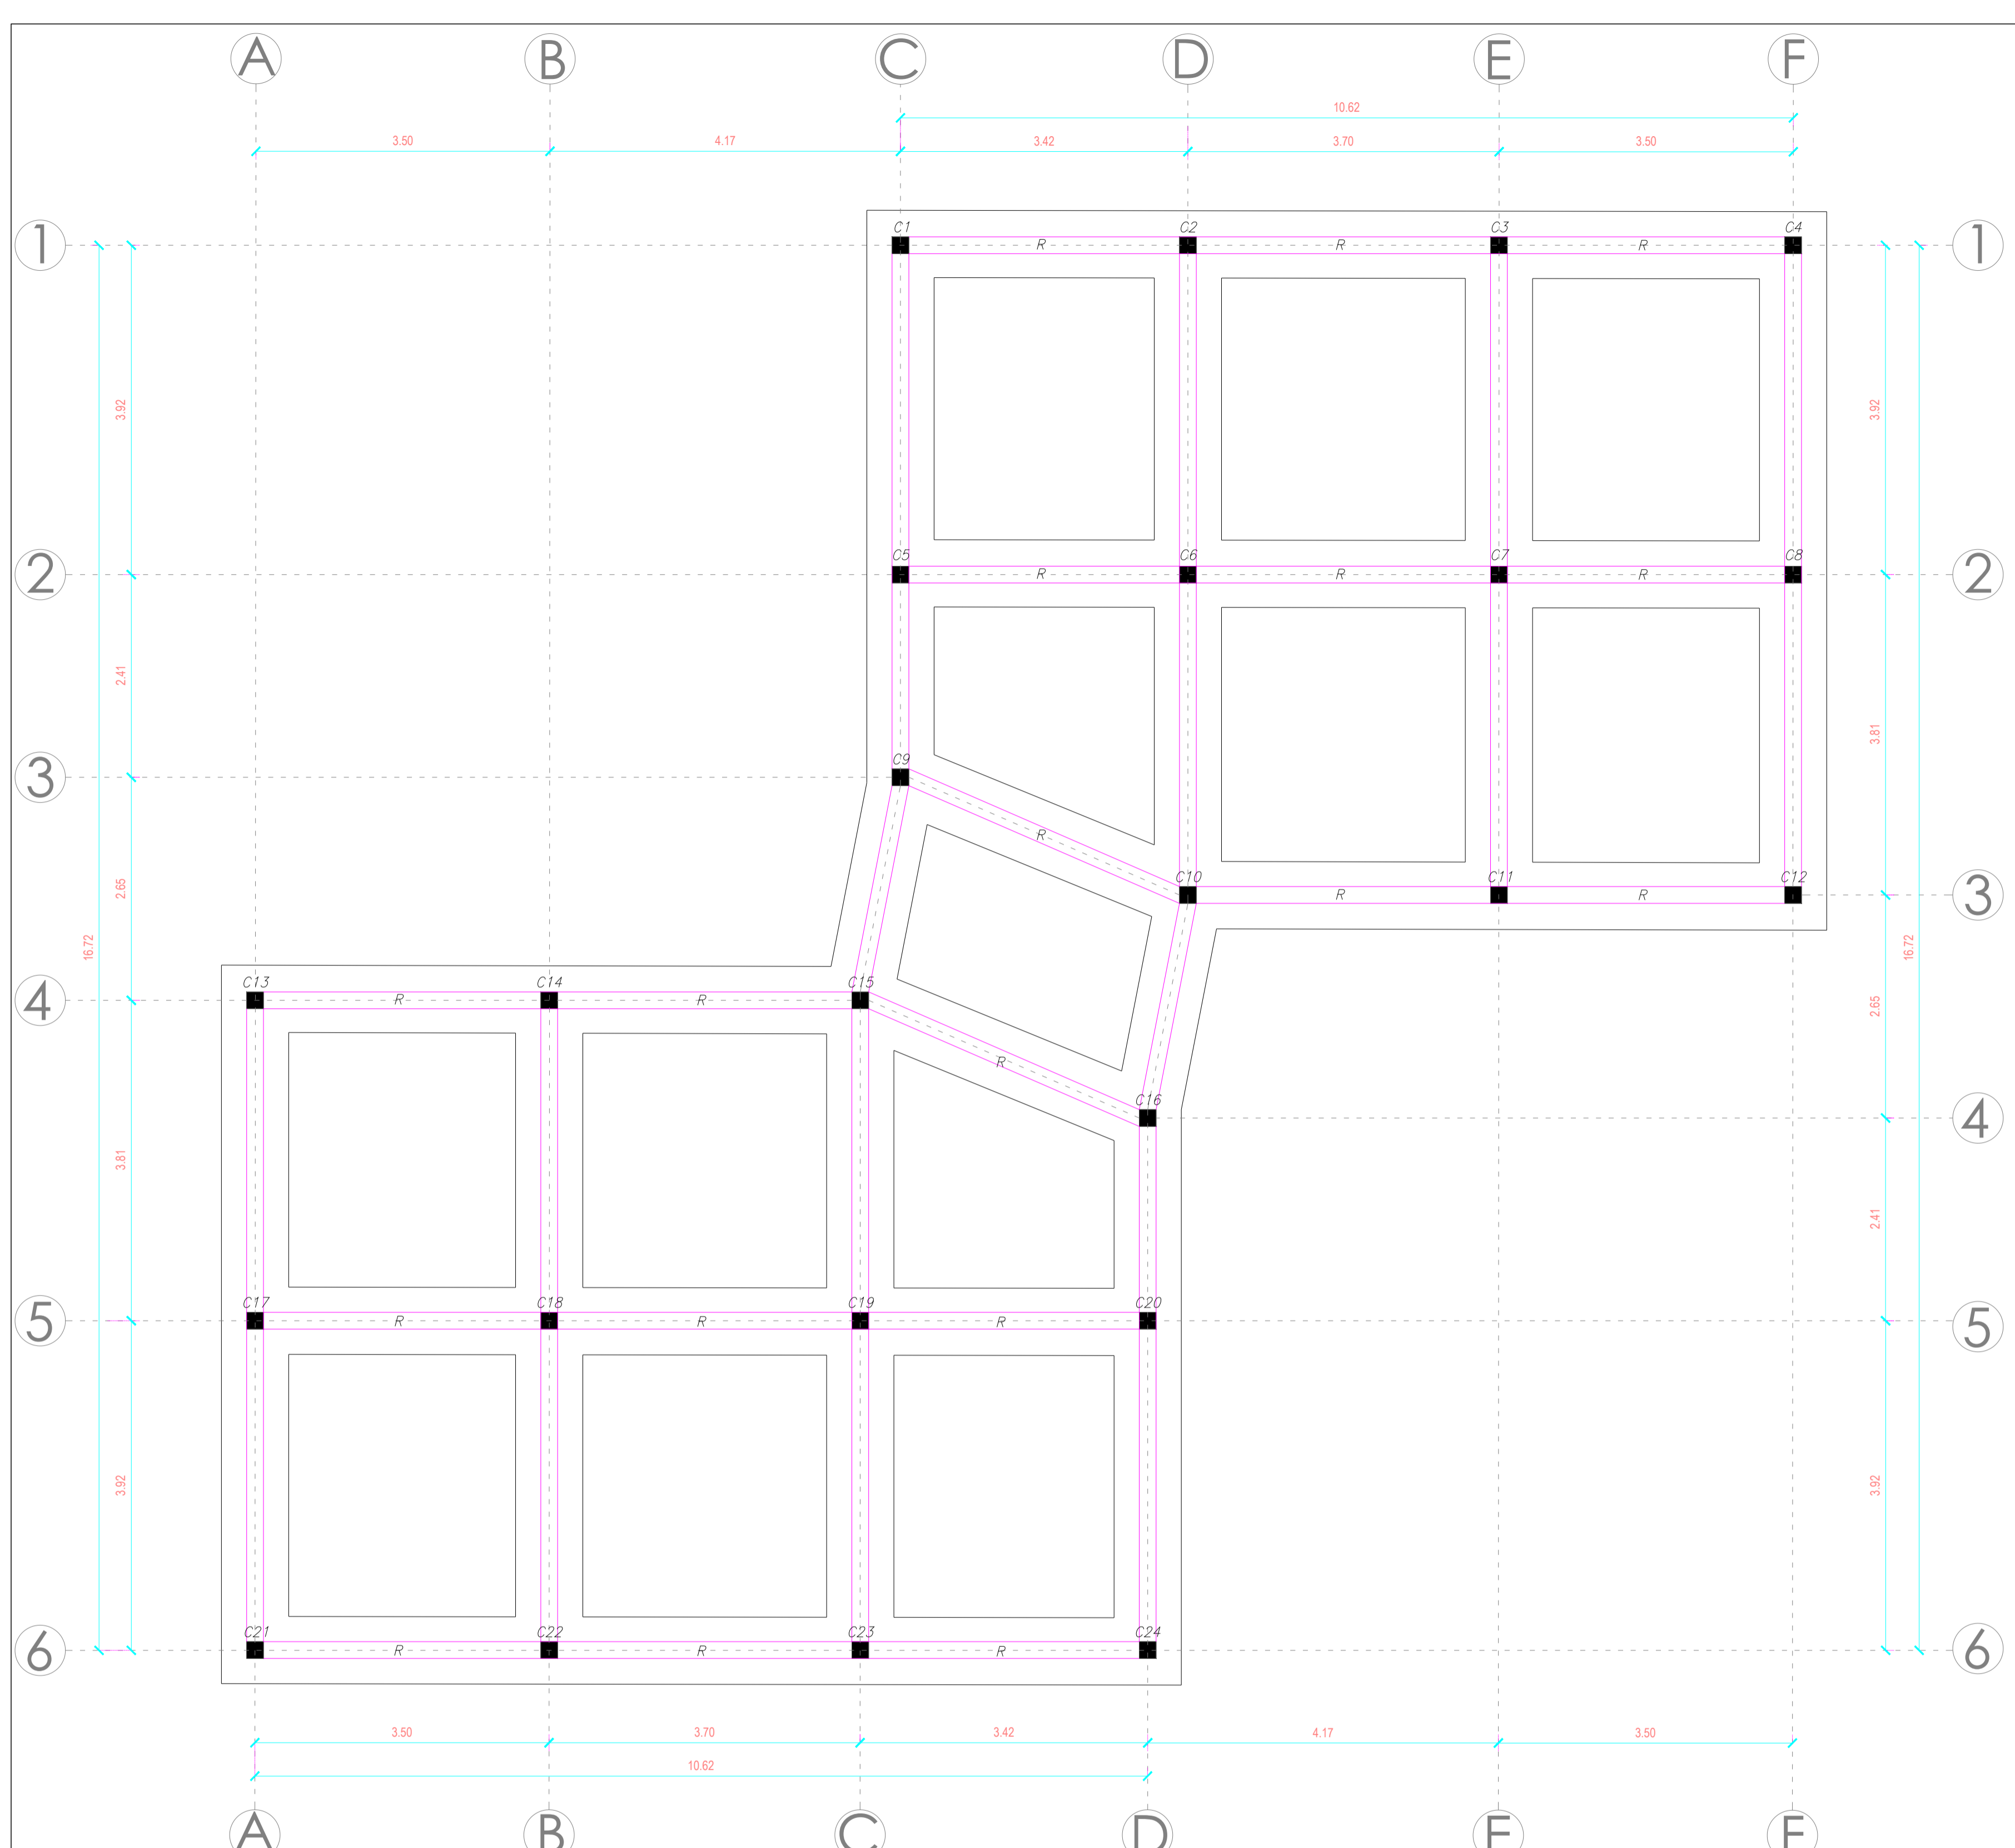 A B C D E F
10.62
3.50 4.17 3.42 3.70 3.50
C1 C2 C3 C4
1 R R R 1
3.92 3.92
C5 C6 C7 C8
2 R R R 2
2.41 3.81
C9
3
R
C10 C11 C12
R R 3
2.65
16.72 16.72
C13 C14 C15
4 R R
2.65
R
C16
4
3.81 2.41
C17 C18 C19 C20
5 R R R 5
3.92 3.92
C21 C22 C23 C24
6 R R R 6
3.50 3.70 3.42 4.17 3.50
10.62
A B C D E F